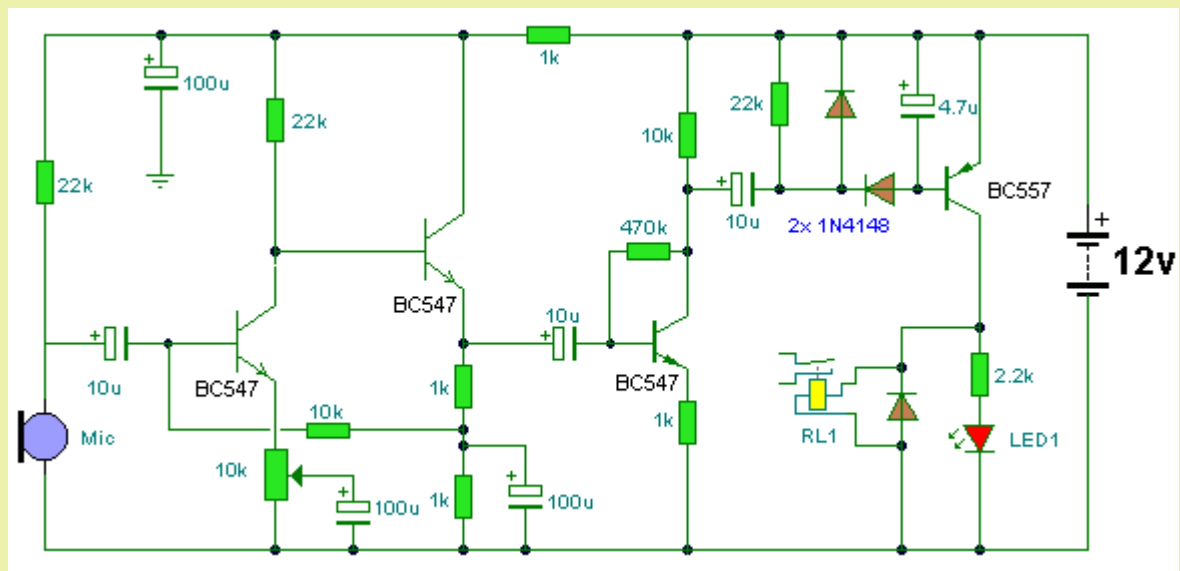 1k
+
100u
22k
22k
10k
22k
+
4.7u
BC557
+
10u
2x 1N4148
+
12v
470k
BC547
10u
+
+
10u
BC547
BC547
1k
10k
1k
2.2k
Mic
RL1
LED1
10k
+
100u
1k
+
100u